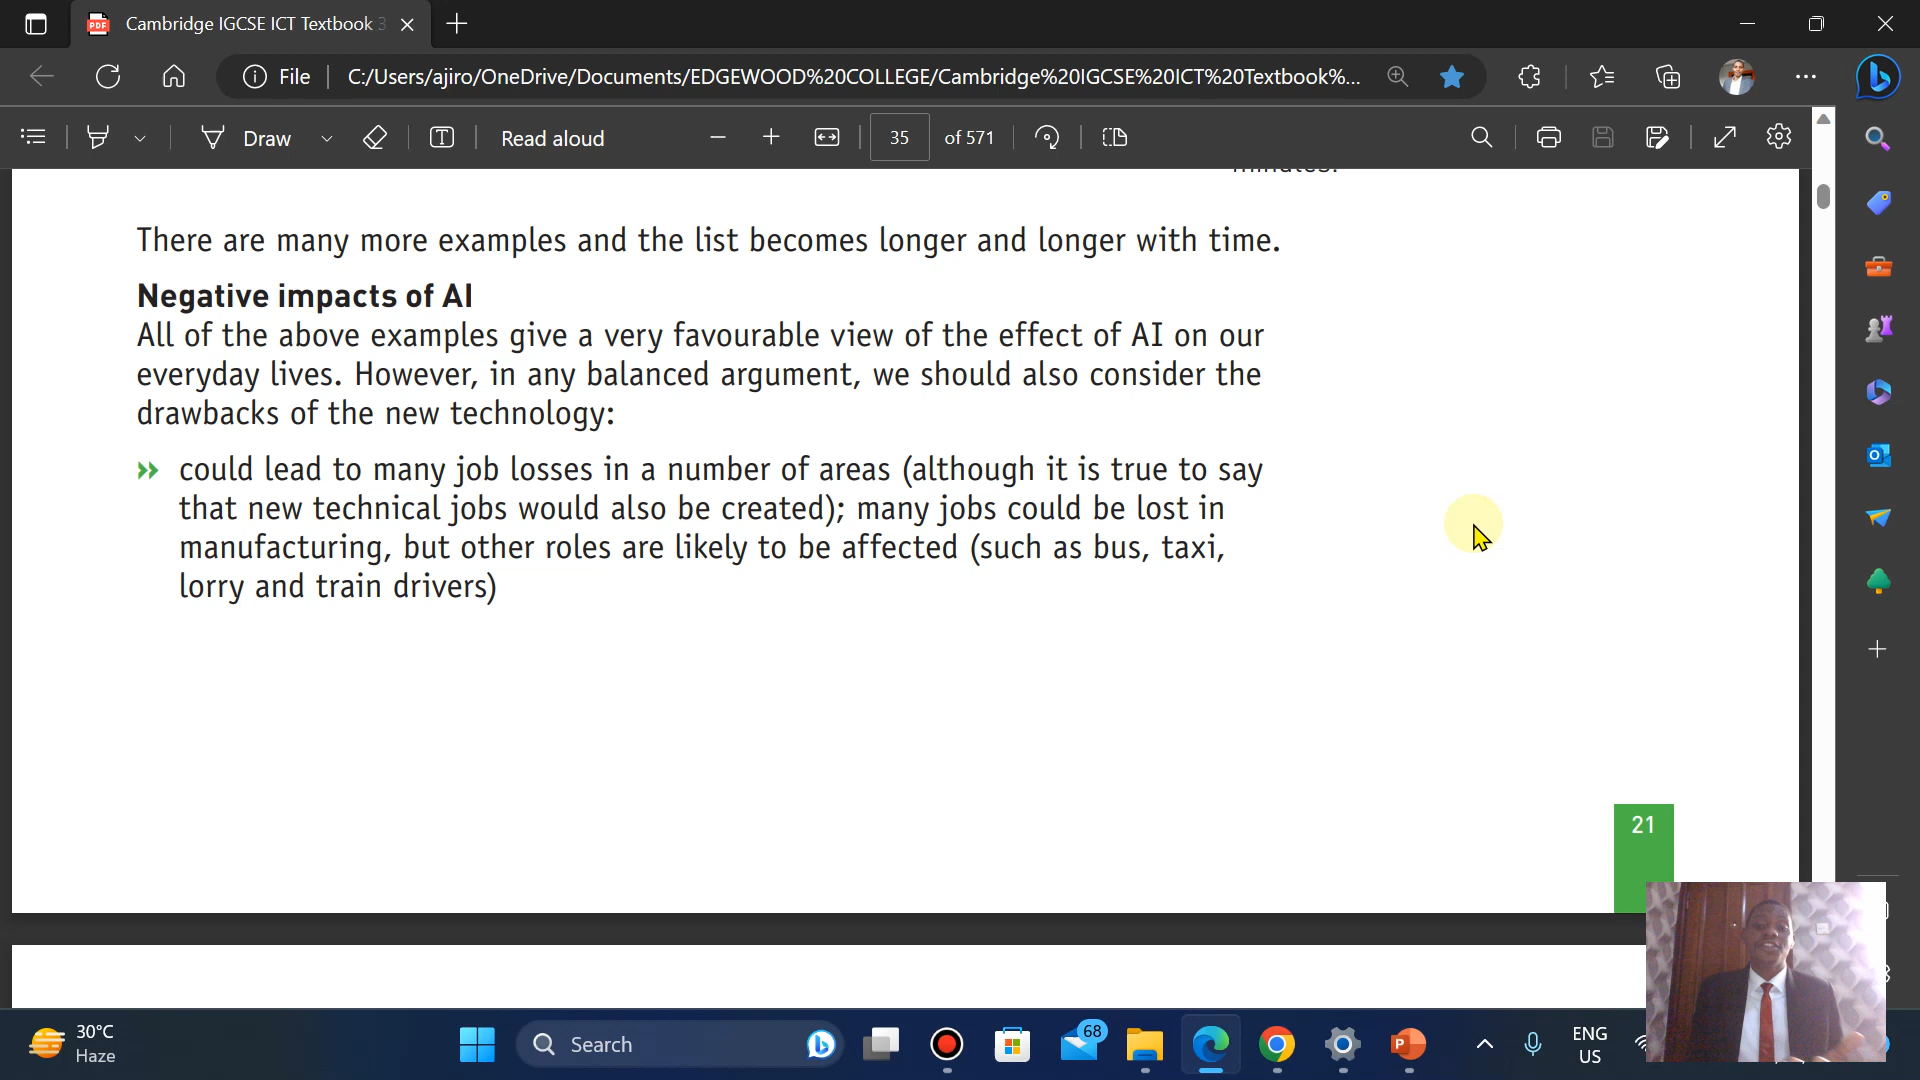 Cambridge IGCSE ICT Textbook 3
File
C:/Users/ajiro/OneDrive/Documents/EDGEWOOD%20COLLEGE/Cambridge%20IGCSE%20ICT%20Textbook%...
Draw
Read aloud
35
of 571
minutes.
There are many more examples and the list becomes longer and longer with time.
Negative impacts of AI
All of the above examples give a very favourable view of the effect of AI on our
everyday lives. However, in any balanced argument, we should also consider the
drawbacks of the new technology:
» could lead to many job losses in a number of areas (although it is true to say
that new technical jobs would also be created); many jobs could be lost in
manufacturing, but other roles are likely to be affected (such as bus, taxi,
lorry and train drivers)
21
30°C
Haze
Search
68
ENG
US